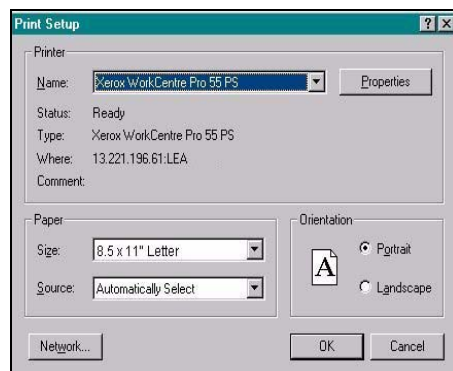 Print Setup
Printer
Name: Xerox WorkCentre Pro 55 PS Properties
Status: Ready
Type: Xerox WorkCentre Pro 55 PS
Where: 13.221.196.61:LEA
Comment:
Paper
Size: 8.5 x 11" Letter
Source: Automatically Select
Orientation
A
Portrait
Landscape
Network... OK Cancel